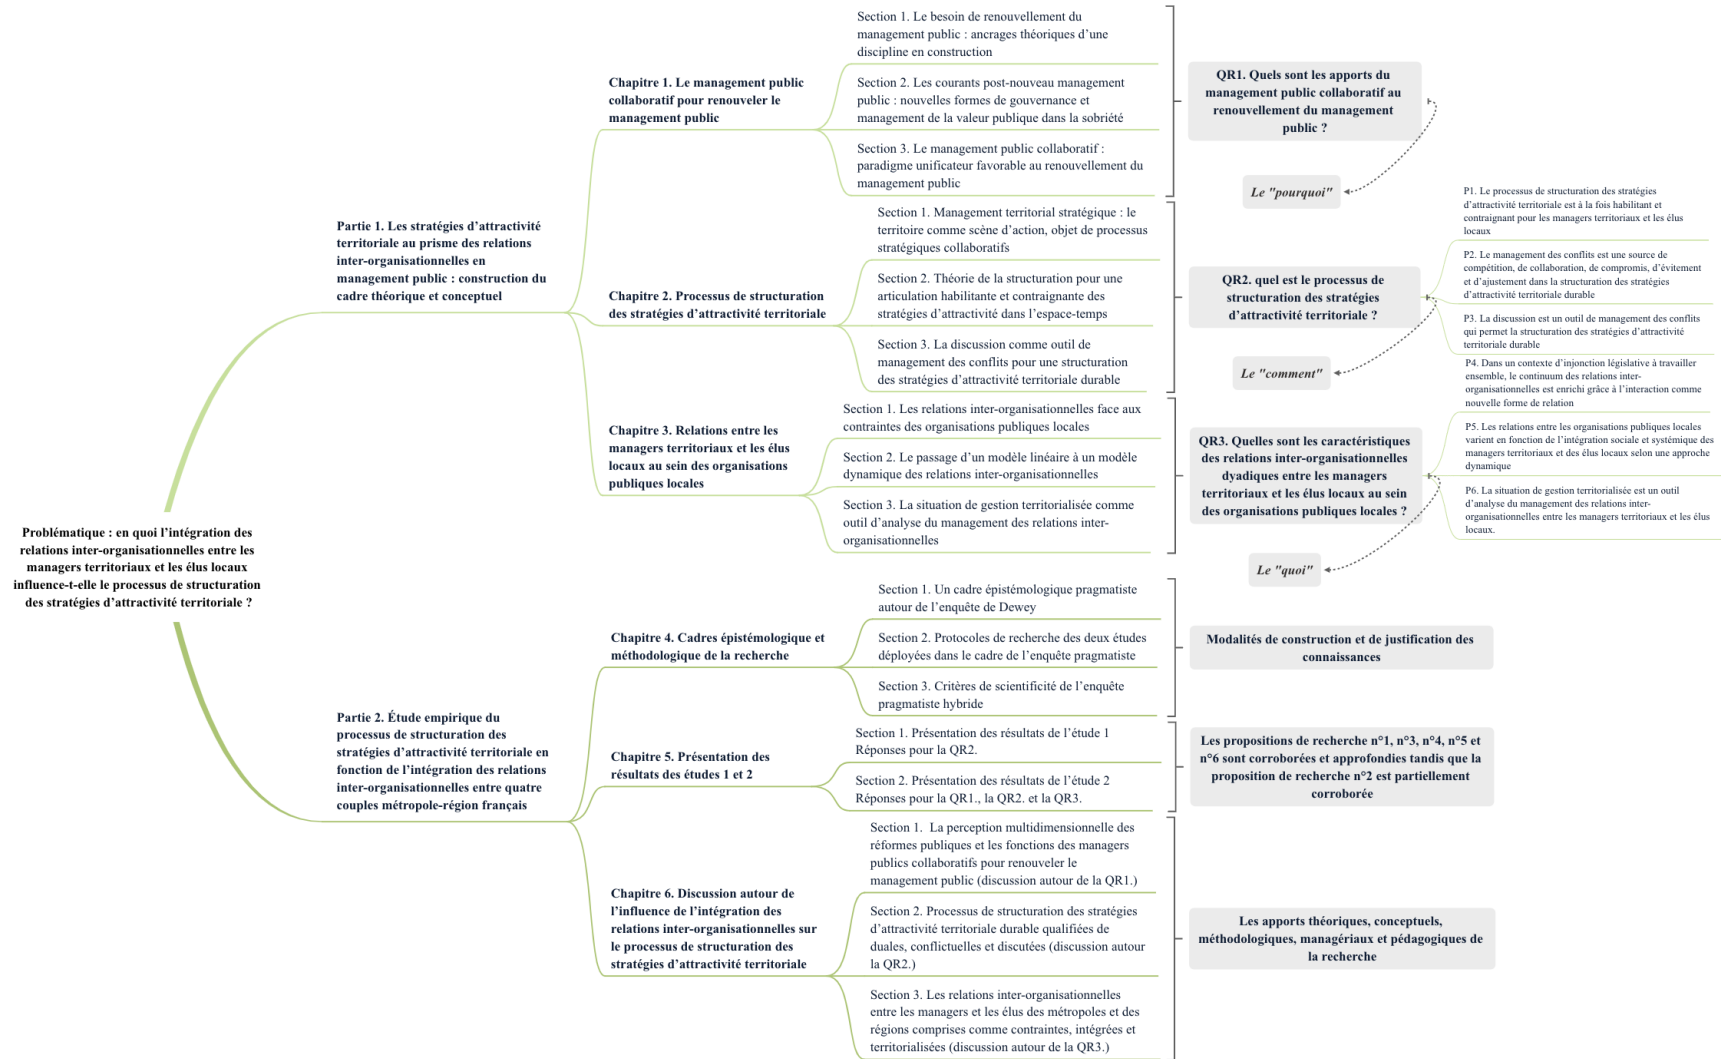 Problématique : en quoi l’intégration des
relations inter-organisationnelles entre les
managers territoriaux et les élus locaux
influence-t-elle le processus de structuration
des stratégies d’attractivité territoriale ?
Partie 1. Les stratégies d’attractivité
territoriale au prisme des relations
inter-organisationnelles en
management public : construction du
cadre théorique et conceptuel
Chapitre 1. Le management public
collaboratif pour renouveler le
management public
Section 1. Le besoin de renouvellement du
management public : ancrages théoriques d’une
discipline en construction
Section 2. Les courants post-nouveau management
public : nouvelles formes de gouvernance et
management de la valeur publique dans la sobriété
Section 3. Le management public collaboratif :
paradigme unificateur favorable au renouvellement du
management public
QR1. Quels sont les apports du
management public collaboratif au
renouvellement du management
public ?
Le "pourquoi"
Chapitre 2. Processus de structuration
des stratégies d’attractivité territoriale
Section 1. Management territorial stratégique : le
territoire comme scène d’action, objet de processus
stratégiques collaboratifs
Section 2. Théorie de la structuration pour une
articulation habilitante et contraignante des
stratégies d’attractivité dans l’espace-temps
Section 3. La discussion comme outil de
management des conflits pour une structuration
des stratégies d’attractivité territoriale durable
QR2. quel est le processus de
structuration des stratégies
d’attractivité territoriale ?
Le "comment"
P1. Le processus de structuration des stratégies
d’attractivité territoriale est à la fois habilitant et
contraignant pour les managers territoriaux et les élus
locaux
P2. Le management des conflits est une source de
compétition, de collaboration, de compromis, d’évitement
et d’ajustement dans la structuration des stratégies
d’attractivité territoriale durable
P3. La discussion est un outil de management des conflits
qui permet la structuration des stratégies d’attractivité
territoriale durable
Chapitre 3. Relations entre les
managers territoriaux et les élus
locaux au sein des organisations
publiques locales
Section 1. Les relations inter-organisationnelles face aux
contraintes des organisations publiques locales
Section 2. Le passage d’un modèle linéaire à un modèle
dynamique des relations inter-organisationnelles
Section 3. La situation de gestion territorialisée comme
outil d’analyse du management des relations inter-
organisationnelles
QR3. Quelles sont les caractéristiques
des relations inter-organisationnelles
dyadiques entre les managers
territoriaux et les élus locaux au sein
des organisations publiques locales ?
Le "quoi"
P4. Dans un contexte d’injonction législative à travailler
ensemble, le continuum des relations inter-
organisationnelles est enrichi grâce à l’interaction comme
nouvelle forme de relation
P5. Les relations entre les organisations publiques locales
varient en fonction de l’intégration sociale et systémique des
managers territoriaux et des élus locaux selon une approche
dynamique
P6. La situation de gestion territorialisée est un outil
d’analyse du management des relations inter-
organisationnelles entre les managers territoriaux et les élus
locaux.
Partie 2. Étude empirique du
processus de structuration des
stratégies d’attractivité territoriale en
fonction de l’intégration des relations
inter-organisationnelles entre quatre
couples métropole-région français
Chapitre 4. Cadres épistémologique et
méthodologique de la recherche
Section 1. Un cadre épistémologique pragmatiste
autour de l’enquête de Dewey
Section 2. Protocoles de recherche des deux études
déployées dans le cadre de l’enquête pragmatiste
Section 3. Critères de scientificité de l’enquête
pragmatiste hybride
Modalités de construction et de justification des
connaissances
Chapitre 5. Présentation des
résultats des études 1 et 2
Section 1. Présentation des résultats de l’étude 1
Réponses pour la QR2.
Section 2. Présentation des résultats de l’étude 2
Réponses pour la QR1., la QR2. et la QR3.
Les propositions de recherche n°1, n°3, n°4, n°5 et
n°6 sont corroborées et approfondies tandis que la
proposition de recherche n°2 est partiellement
corroborée
Chapitre 6. Discussion autour de
l’influence de l’intégration des
relations inter-organisationnelles sur
le processus de structuration des
stratégies d’attractivité territoriale
Section 1. La perception multidimensionnelle des
réformes publiques et les fonctions des managers
publics collaboratifs pour renouveler le
management public (discussion autour de la QR1.)
Section 2. Processus de structuration des stratégies
d’attractivité territoriale durable qualifiées de
duales, conflictuelles et discutées (discussion autour
la QR2.)
Section 3. Les relations inter-organisationnelles
entre les managers et les élus des métropoles et des
régions comprises comme contraintes, intégrées et
territorialisées (discussion autour de la QR3.)
Les apports théoriques, conceptuels,
méthodologiques, managériaux et pédagogiques de
la recherche